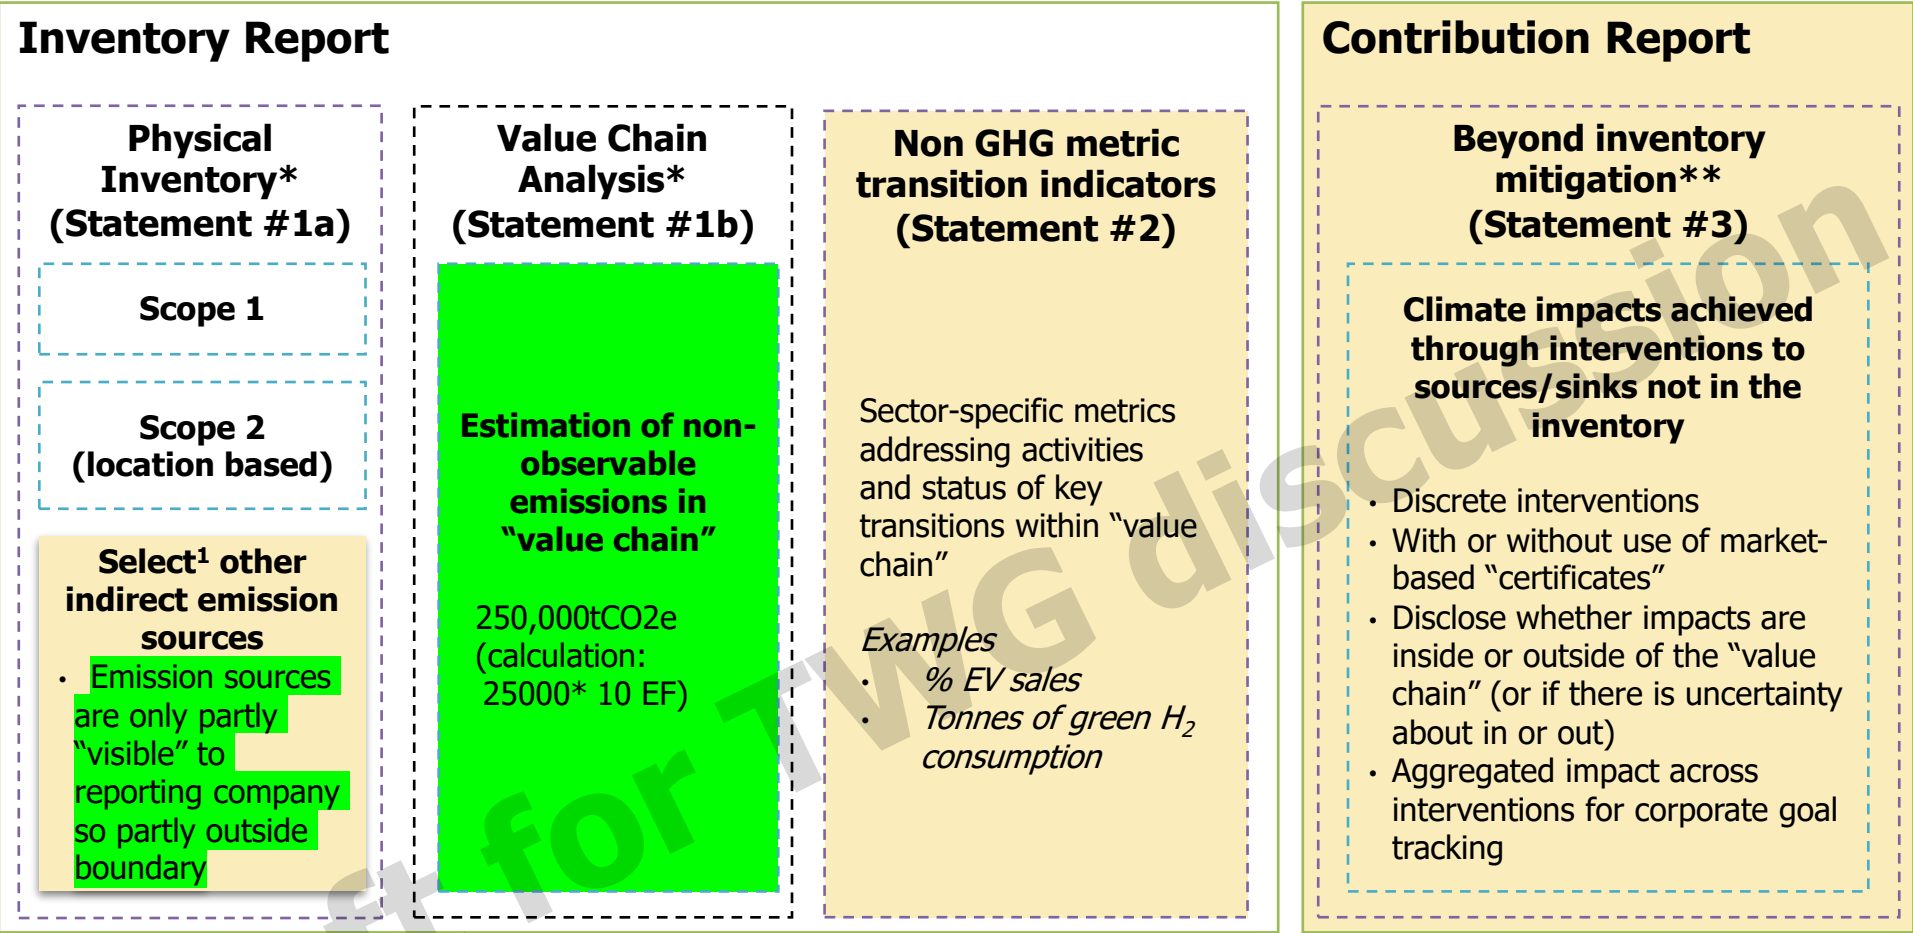 Inventory Report
Physical
Inventory*
(Statement #1a)
Scope 1
Scope 2
(location based)
Select¹ other
indirect emission
sources
• Emission sources
are only partly
“visible” to
reporting company
so partly outside
boundary
Value Chain
Analysis*
(Statement #1b)
Estimation of non-
observable
emissions in
“value chain”
250,000tCO2e
(calculation:
25000* 10 EF)
Non GHG metric
transition indicators
(Statement #2)
Sector-specific metrics
addressing activities
and status of key
transitions within “value
chain”
Examples
• % EV sales
• Tonnes of green H₂
consumption
Contribution Report
Beyond inventory
mitigation**
(Statement #3)
Climate impacts achieved
through interventions to
sources/sinks not in the
inventory
• Discrete interventions
• With or without use of market-
based “certificates”
• Disclose whether impacts are
inside or outside of the “value
chain” (or if there is uncertainty
about in or out)
• Aggregated impact across
interventions for corporate goal
tracking
ft for TWG discussion